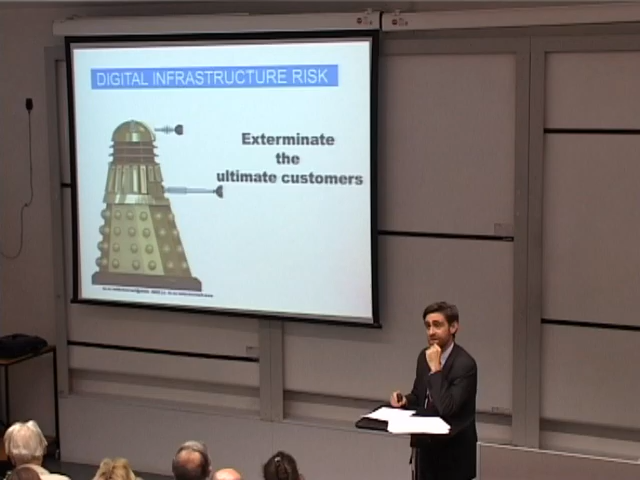 DIGITAL INFRASTRUCTURE RISK
Exterminate
the
ultimate customers